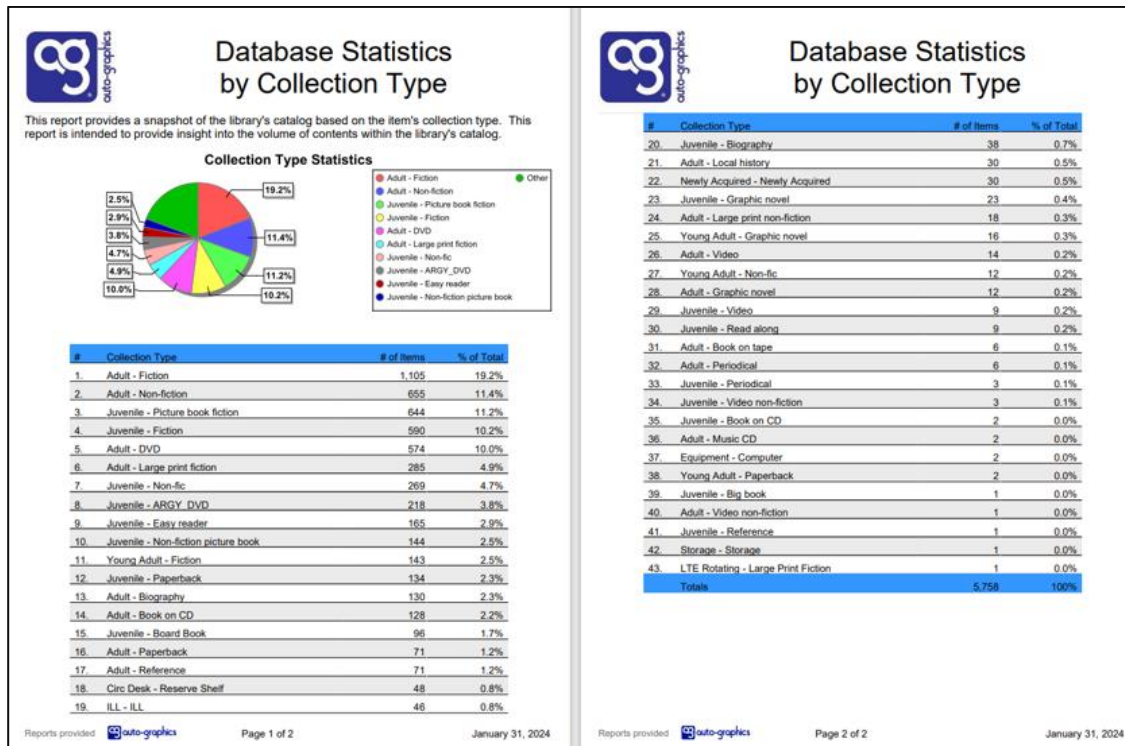 auto-graphics
Database Statistics
by Collection Type
This report provides a snapshot of the library's catalog based on the item's collection type. This
report is intended to provide insight into the volume of contents within the library's catalog.
Collection Type Statistics
19.2%
11.4%
11.2%
10.2%
10.0%
4.9%
4.7%
3.8%
2.9%
2.5%
Adult - Fiction
Other
Adult - Non-fiction
Juvenile - Picture book fiction
Juvenile - Fiction
Adult - DVD
Adult - Large print fiction
Juvenile - Non-fic
Juvenile - ARGY_DVD
Juvenile - Easy reader
Juvenile - Non-fiction picture book
# Collection Type # of Items % of Total
1. Adult - Fiction 1,105 19.2%
2. Adult - Non-fiction 655 11.4%
3. Juvenile - Picture book fiction 644 11.2%
4. Juvenile - Fiction 590 10.2%
5. Adult - DVD 574 10.0%
6. Adult - Large print fiction 285 4.9%
7. Juvenile - Non-fic 269 4.7%
8. Juvenile - ARGY_DVD 218 3.8%
9. Juvenile - Easy reader 165 2.9%
10. Juvenile - Non-fiction picture book 144 2.5%
11. Young Adult - Fiction 143 2.5%
12. Juvenile - Paperback 134 2.3%
13. Adult - Biography 130 2.3%
14. Adult - Book on CD 128 2.2%
15. Juvenile - Board Book 96 1.7%
16. Adult - Paperback 71 1.2%
17. Adult - Reference 71 1.2%
18. Circ Desk - Reserve Shelf 48 0.8%
19. ILL - ILL 46 0.8%
Reports provided auto-graphics Page 1 of 2 January 31, 2024
auto-graphics
Database Statistics
by Collection Type
# Collection Type # of Items % of Total
20. Juvenile - Biography 38 0.7%
21. Adult - Local history 30 0.5%
22. Newly Acquired - Newly Acquired 30 0.5%
23. Juvenile - Graphic novel 23 0.4%
24. Adult - Large print non-fiction 18 0.3%
25. Young Adult - Graphic novel 16 0.3%
26. Adult - Video 14 0.2%
27. Young Adult - Non-fic 12 0.2%
28. Adult - Graphic novel 12 0.2%
29. Juvenile - Video 9 0.2%
30. Juvenile - Read along 9 0.2%
31. Adult - Book on tape 6 0.1%
32. Adult - Periodical 6 0.1%
33. Juvenile - Periodical 3 0.1%
34. Juvenile - Video non-fiction 3 0.1%
35. Juvenile - Book on CD 2 0.0%
36. Adult - Music CD 2 0.0%
37. Equipment - Computer 2 0.0%
38. Young Adult - Paperback 2 0.0%
39. Juvenile - Big book 1 0.0%
40. Adult - Video non-fiction 1 0.0%
41. Juvenile - Reference 1 0.0%
42. Storage - Storage 1 0.0%
43. LTE Rotating - Large Print Fiction 1 0.0%
Totals 5,758 100%
Reports provided auto-graphics Page 2 of 2 January 31, 2024